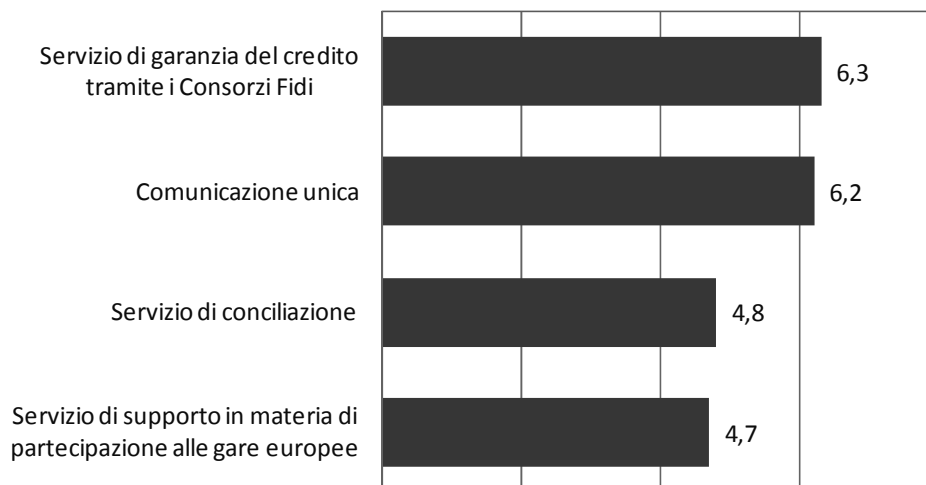 Servizio di garanzia del credito
tramite i Consorzi Fidi
6,3
Comunicazione unica
6,2
Servizio di conciliazione
4,8
Servizio di supporto in materia di
partecipazione alle gare europee
4,7